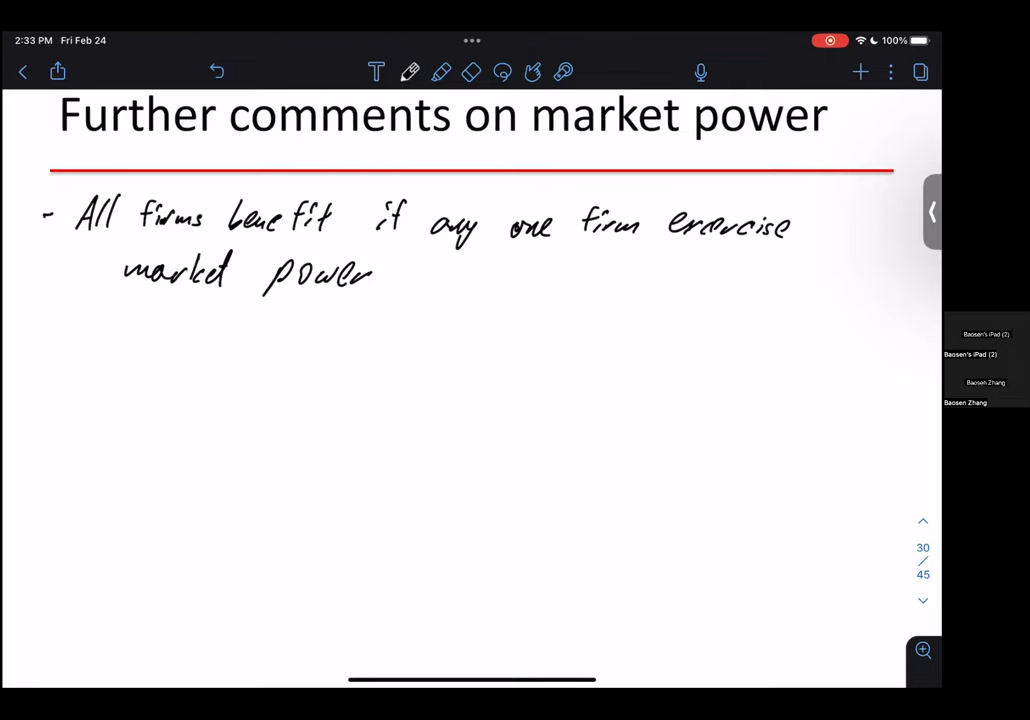 2:33 PM Fri Feb 24
100%
Further comments on market power
- All firms benefit if any one firm exercise
market power
Baosen's iPad (2)
Baosen's iPad (2)
Baosen Zhang
Baosen Zhang
30
/
45